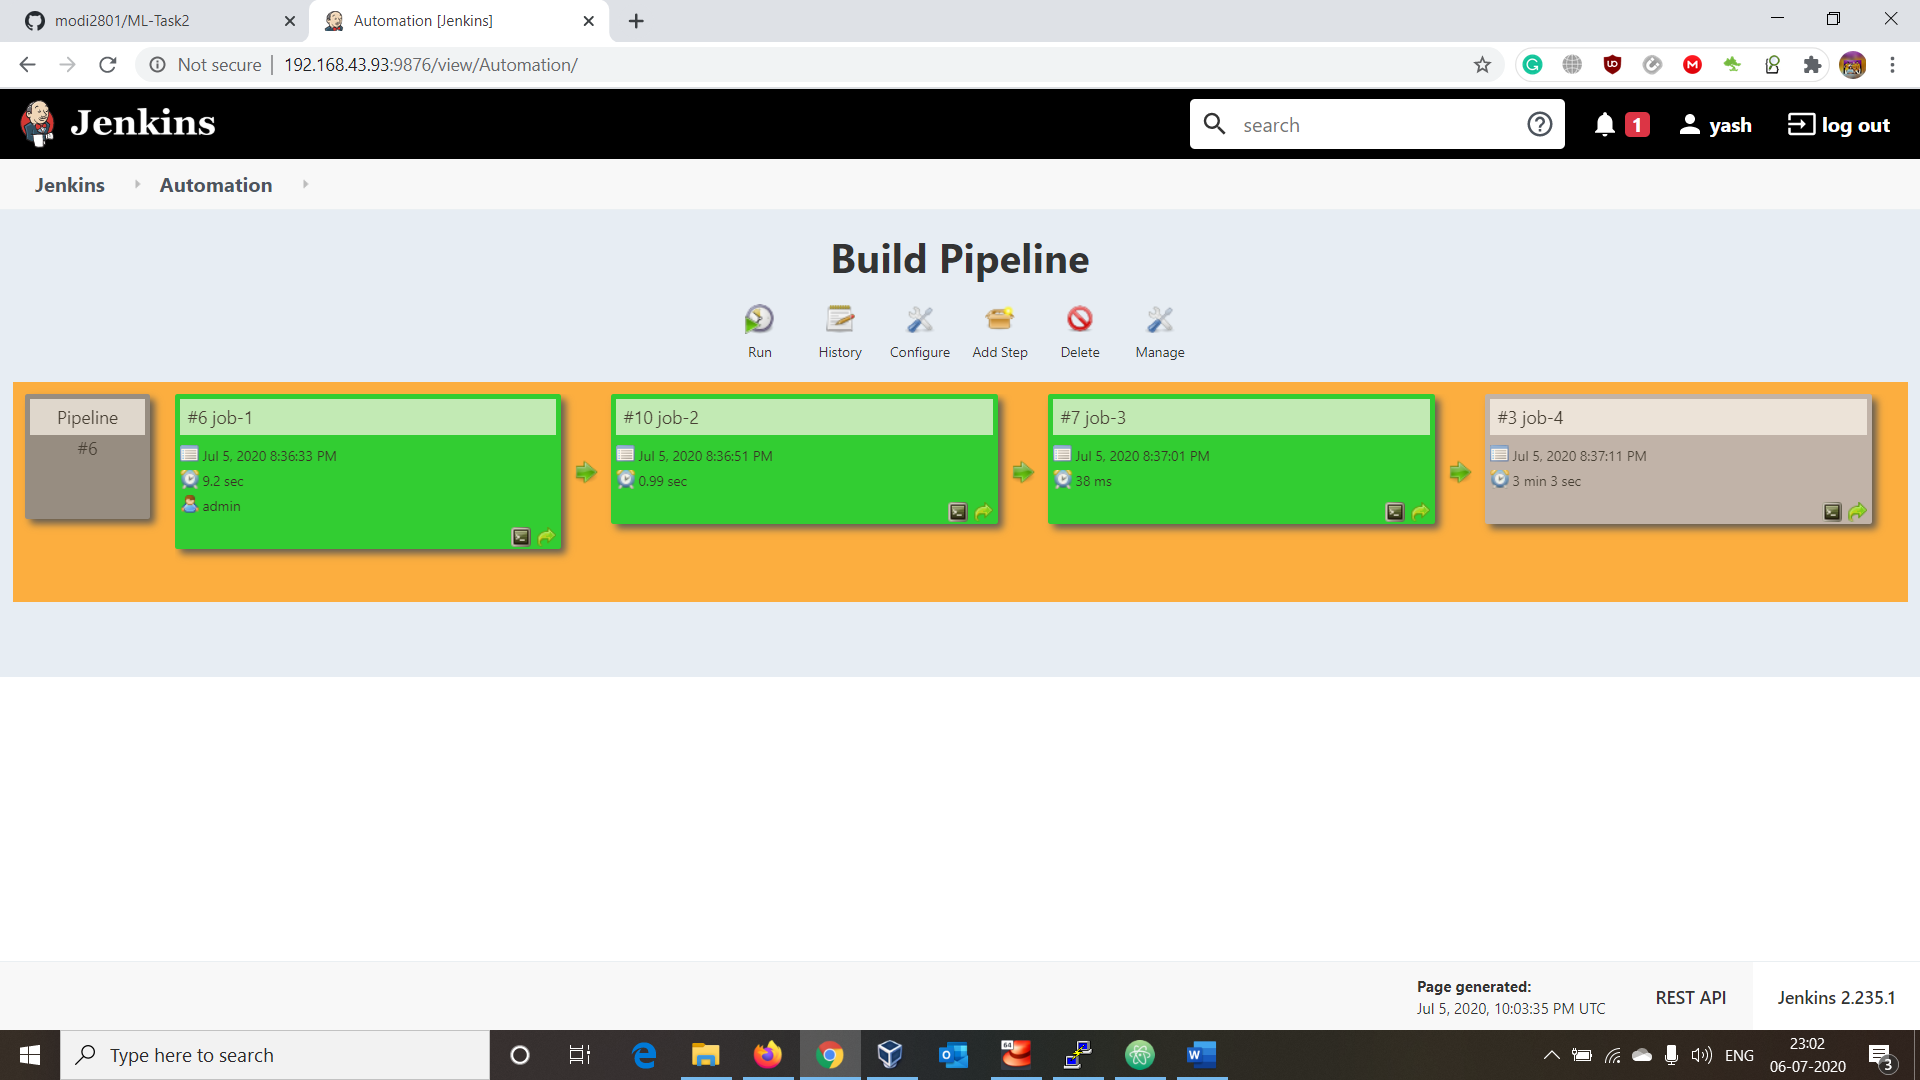 modi2801/ML-Task2
Automation [Jenkins]
Not secure
192.168.43.93:9876/view/Automation/
Jenkins
search
1
yash
log out
Jenkins
Automation
Build Pipeline
Run
History
Configure
Add Step
Delete
Manage
Pipeline
#6
#6 job-1
Jul 5, 2020 8:36:33 PM
9.2 sec
admin
#10 job-2
Jul 5, 2020 8:36:51 PM
0.99 sec
#7 job-3
Jul 5, 2020 8:37:01 PM
38 ms
#3 job-4
Jul 5, 2020 8:37:11 PM
3 min 3 sec
Page generated:
Jul 5, 2020, 10:03:35 PM UTC
REST API
Jenkins 2.235.1
Type here to search
64
ENG
23:02
06-07-2020
3